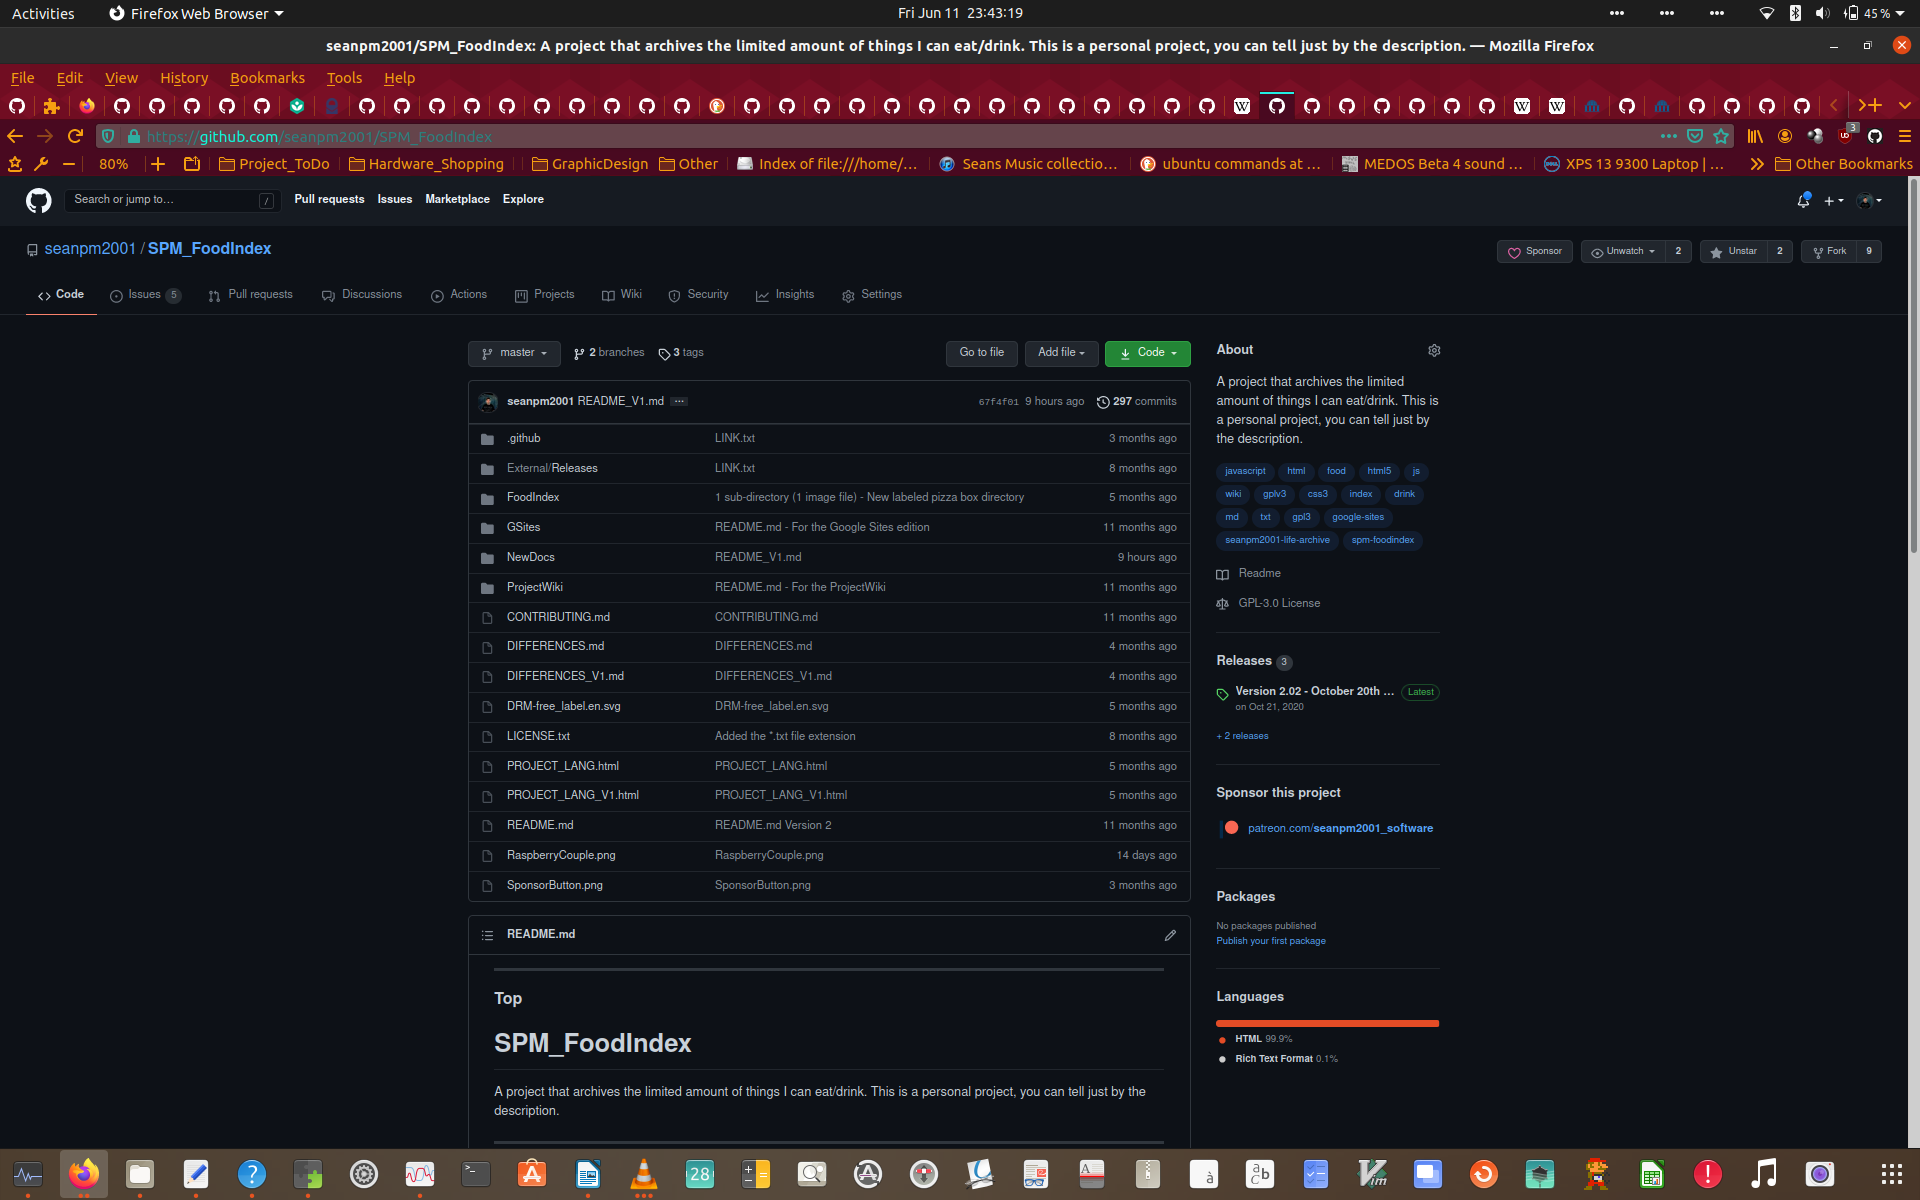 Activities Firefox Web Browser Fri Jun 11 23:43:19 45 %
seanpm2001/SPM_FoodIndex: A project that archives the limited amount of things I can eat/drink. This is a personal project, you can tell just by the description. — Mozilla Firefox
File Edit View History Bookmarks Tools Help
https://github.com/seanpm2001/SPM_FoodIndex 3
80% Project_ToDo Hardware_Shopping GraphicDesign Other Index of file:///home/... Seans Music collectio... ubuntu commands at ... MEDOS Beta 4 sound ... XPS 13 9300 Laptop | ... Other Bookmarks
Search or jump to... / Pull requests Issues Marketplace Explore
seanpm2001 / SPM_FoodIndex Sponsor Unwatch 2 Unstar 2 Fork 9
Code Issues 5 Pull requests Discussions Actions Projects Wiki Security Insights Settings
master 2 branches 3 tags Go to file Add file Code
seanpm2001 README_V1.md ... 67f4f01 9 hours ago 297 commits
.github LINK.txt 3 months ago
External/Releases LINK.txt 8 months ago
FoodIndex 1 sub-directory (1 image file) - New labeled pizza box directory 5 months ago
GSites README.md - For the Google Sites edition 11 months ago
NewDocs README_V1.md 9 hours ago
ProjectWiki README.md - For the ProjectWiki 11 months ago
CONTRIBUTING.md CONTRIBUTING.md 11 months ago
DIFFERENCES.md DIFFERENCES.md 4 months ago
DIFFERENCES_V1.md DIFFERENCES_V1.md 4 months ago
DRM-free_label.en.svg DRM-free_label.en.svg 5 months ago
LICENSE.txt Added the *.txt file extension 8 months ago
PROJECT_LANG.html PROJECT_LANG.html 5 months ago
PROJECT_LANG_V1.html PROJECT_LANG_V1.html 5 months ago
README.md README.md Version 2 11 months ago
RaspberryCouple.png RaspberryCouple.png 14 days ago
SponsorButton.png SponsorButton.png 3 months ago
README.md
Top
SPM_FoodIndex
A project that archives the limited amount of things I can eat/drink. This is a personal project, you can tell just by the
description.
About
A project that archives the limited
amount of things I can eat/drink. This is
a personal project, you can tell just by
the description.
javascript html food html5 js
wiki gplv3 css3 index drink
md txt gpl3 google-sites
seanpm2001-life-archive spm-foodindex
Readme
GPL-3.0 License
Releases 3
Version 2.02 - October 20th ... Latest
on Oct 21, 2020
+ 2 releases
Sponsor this project
patreon.com/seanpm2001_software
Packages
No packages published
Publish your first package
Languages
HTML 99.9%
Rich Text Format 0.1%
28